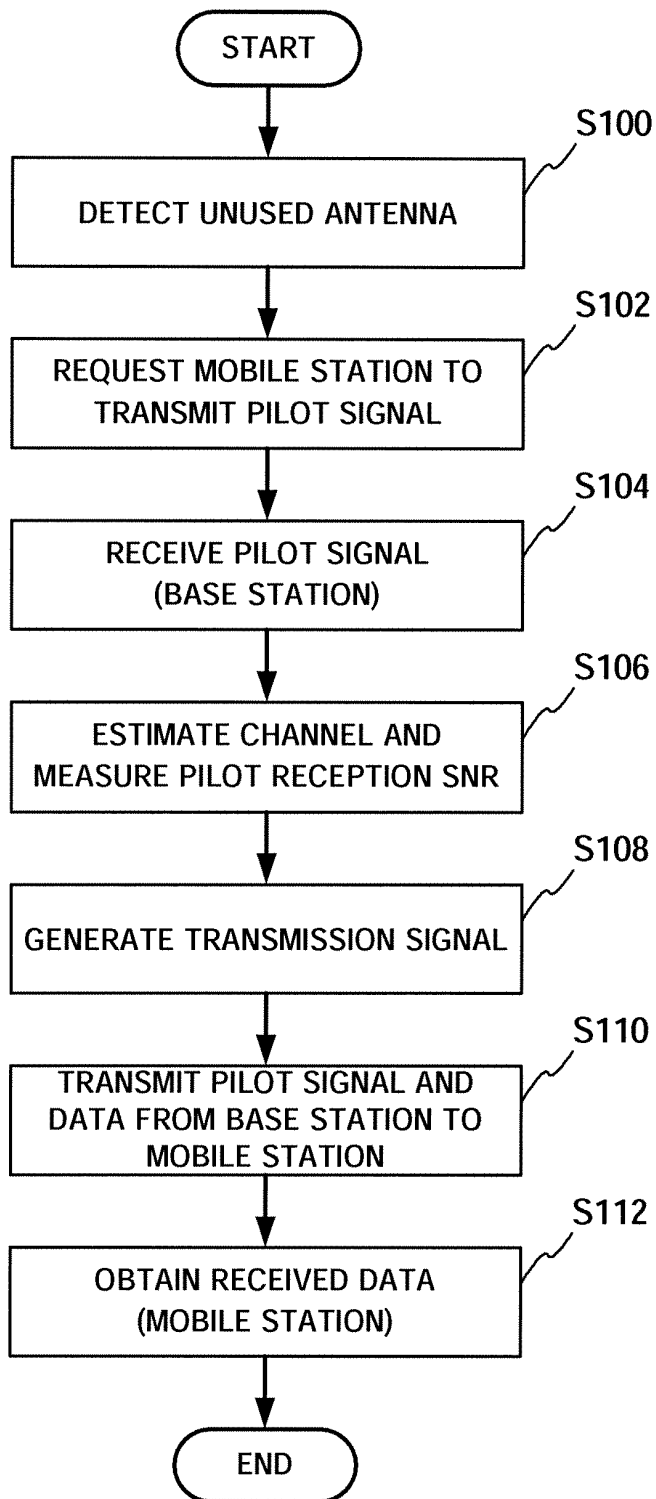 START
S100
DETECT UNUSED ANTENNA
S102
REQUEST MOBILE STATION TO
TRANSMIT PILOT SIGNAL
S104
RECEIVE PILOT SIGNAL
(BASE STATION)
S106
ESTIMATE CHANNEL AND
MEASURE PILOT RECEPTION SNR
S108
GENERATE TRANSMISSION SIGNAL
S110
TRANSMIT PILOT SIGNAL AND
DATA FROM BASE STATION TO
MOBILE STATION
S112
OBTAIN RECEIVED DATA
(MOBILE STATION)
END